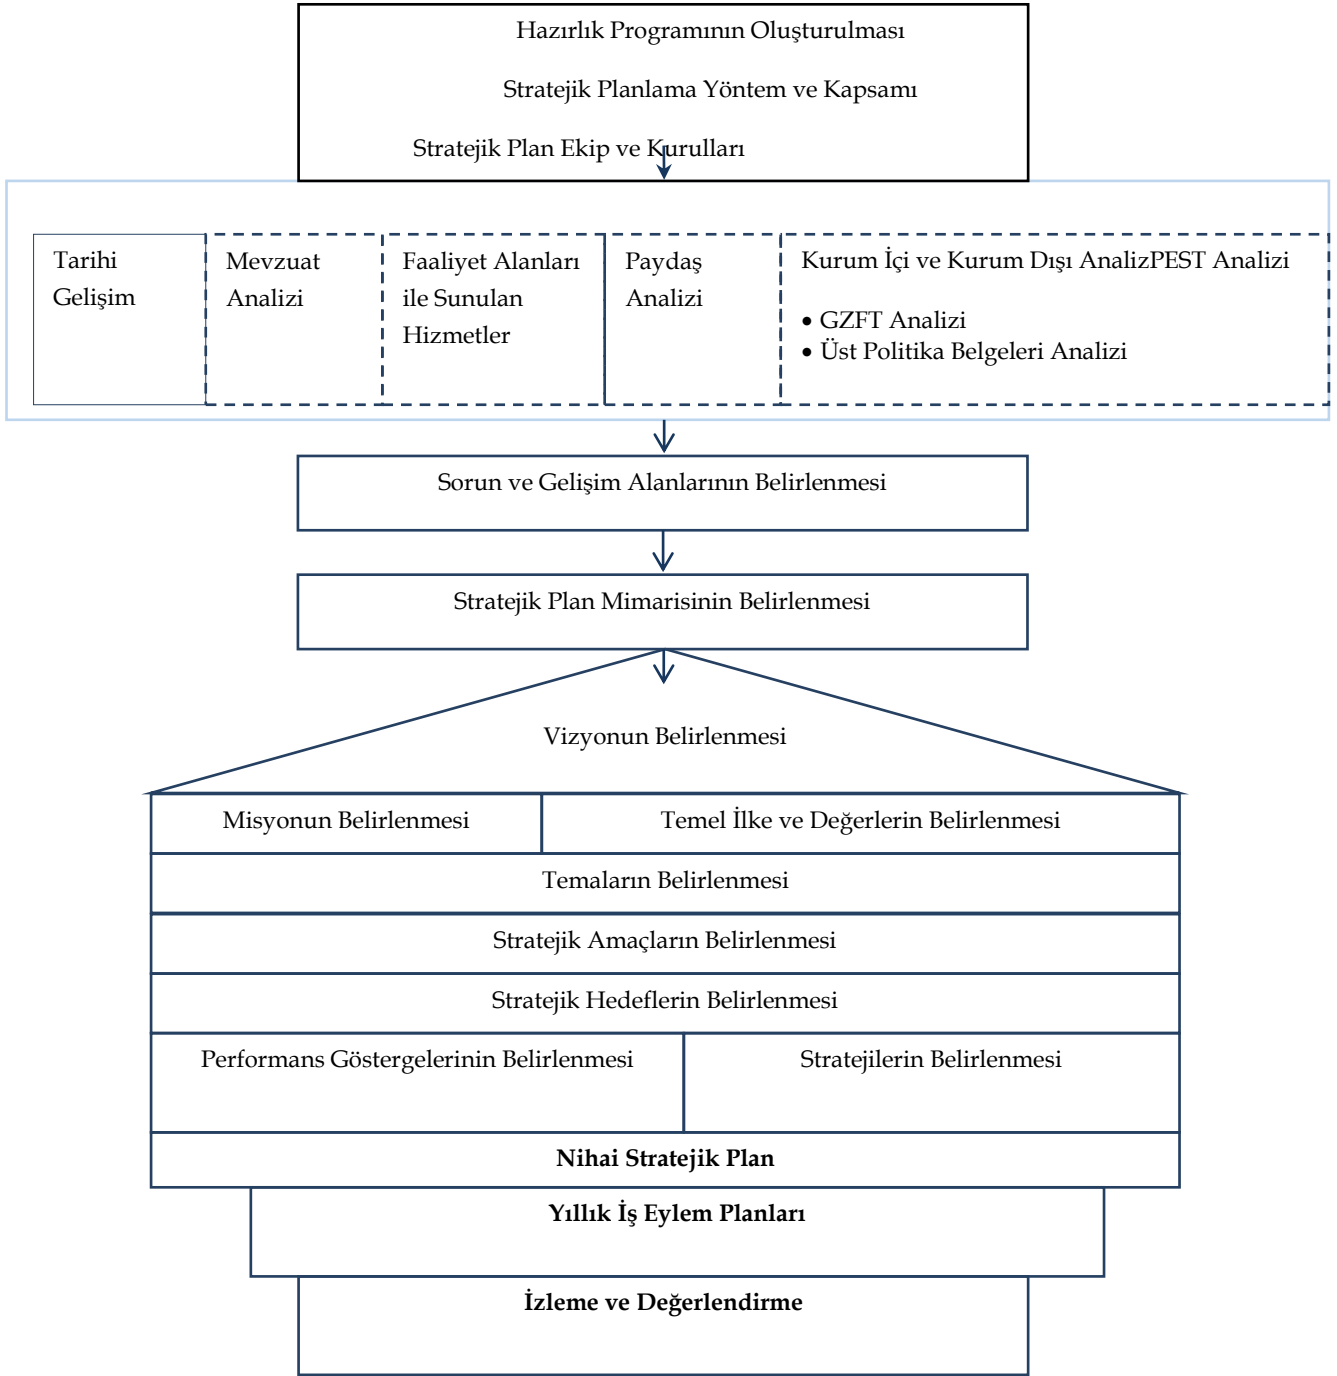 Hazırlık Programının Oluşturulması
Stratejik Planlama Yöntem ve Kapsamı
Stratejik Plan Ekip ve Kurulları
Tarihi
Gelişim
Mevzuat
Analizi
Faaliyet Alanları
ile Sunulan
Hizmetler
Paydaş
Analizi
Kurum İçi ve Kurum Dışı AnalizPEST Analizi
• GZFT Analizi
• Üst Politika Belgeleri Analizi
Sorun ve Gelişim Alanlarının Belirlenmesi
Stratejik Plan Mimarisinin Belirlenmesi
Vizyonun Belirlenmesi
Misyonun Belirlenmesi
Temel İlke ve Değerlerin Belirlenmesi
Temaların Belirlenmesi
Stratejik Amaçların Belirlenmesi
Stratejik Hedeflerin Belirlenmesi
Performans Göstergelerinin Belirlenmesi
Stratejilerin Belirlenmesi
Nihai Stratejik Plan
Yıllık İş Eylem Planları
İzleme ve Değerlendirme